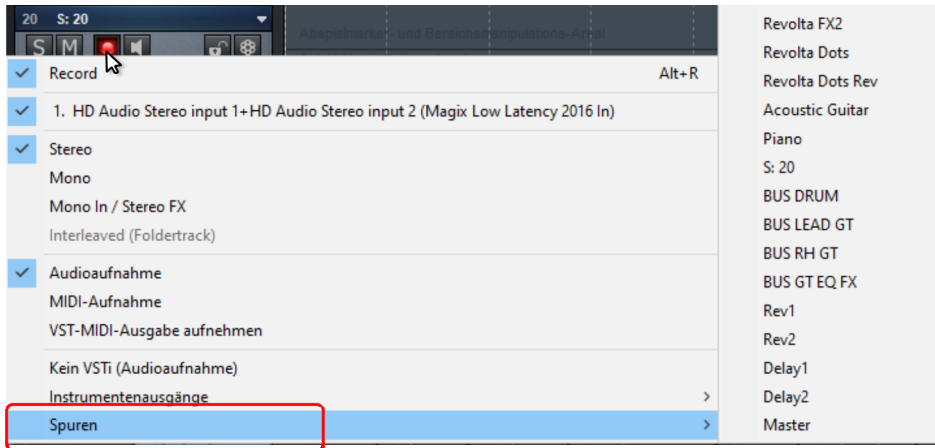 20 S: 20
S M
Abspielmarker- und Bereichsmanipulations-Areal
Record Alt+R
1. HD Audio Stereo input 1+HD Audio Stereo input 2 (Magix Low Latency 2016 In)
Stereo
Mono
Mono In / Stereo FX
Interleaved (Foldertrack)
Audioaufnahme
MIDI-Aufnahme
VST-MIDI-Ausgabe aufnehmen
Kein VSTi (Audioaufnahme)
Instrumentenausgänge
Spuren
Revolta FX2
Revolta Dots
Revolta Dots Rev
Acoustic Guitar
Piano
S: 20
BUS DRUM
BUS LEAD GT
BUS RH GT
BUS GT EQ FX
Rev1
Rev2
Delay1
Delay2
Master